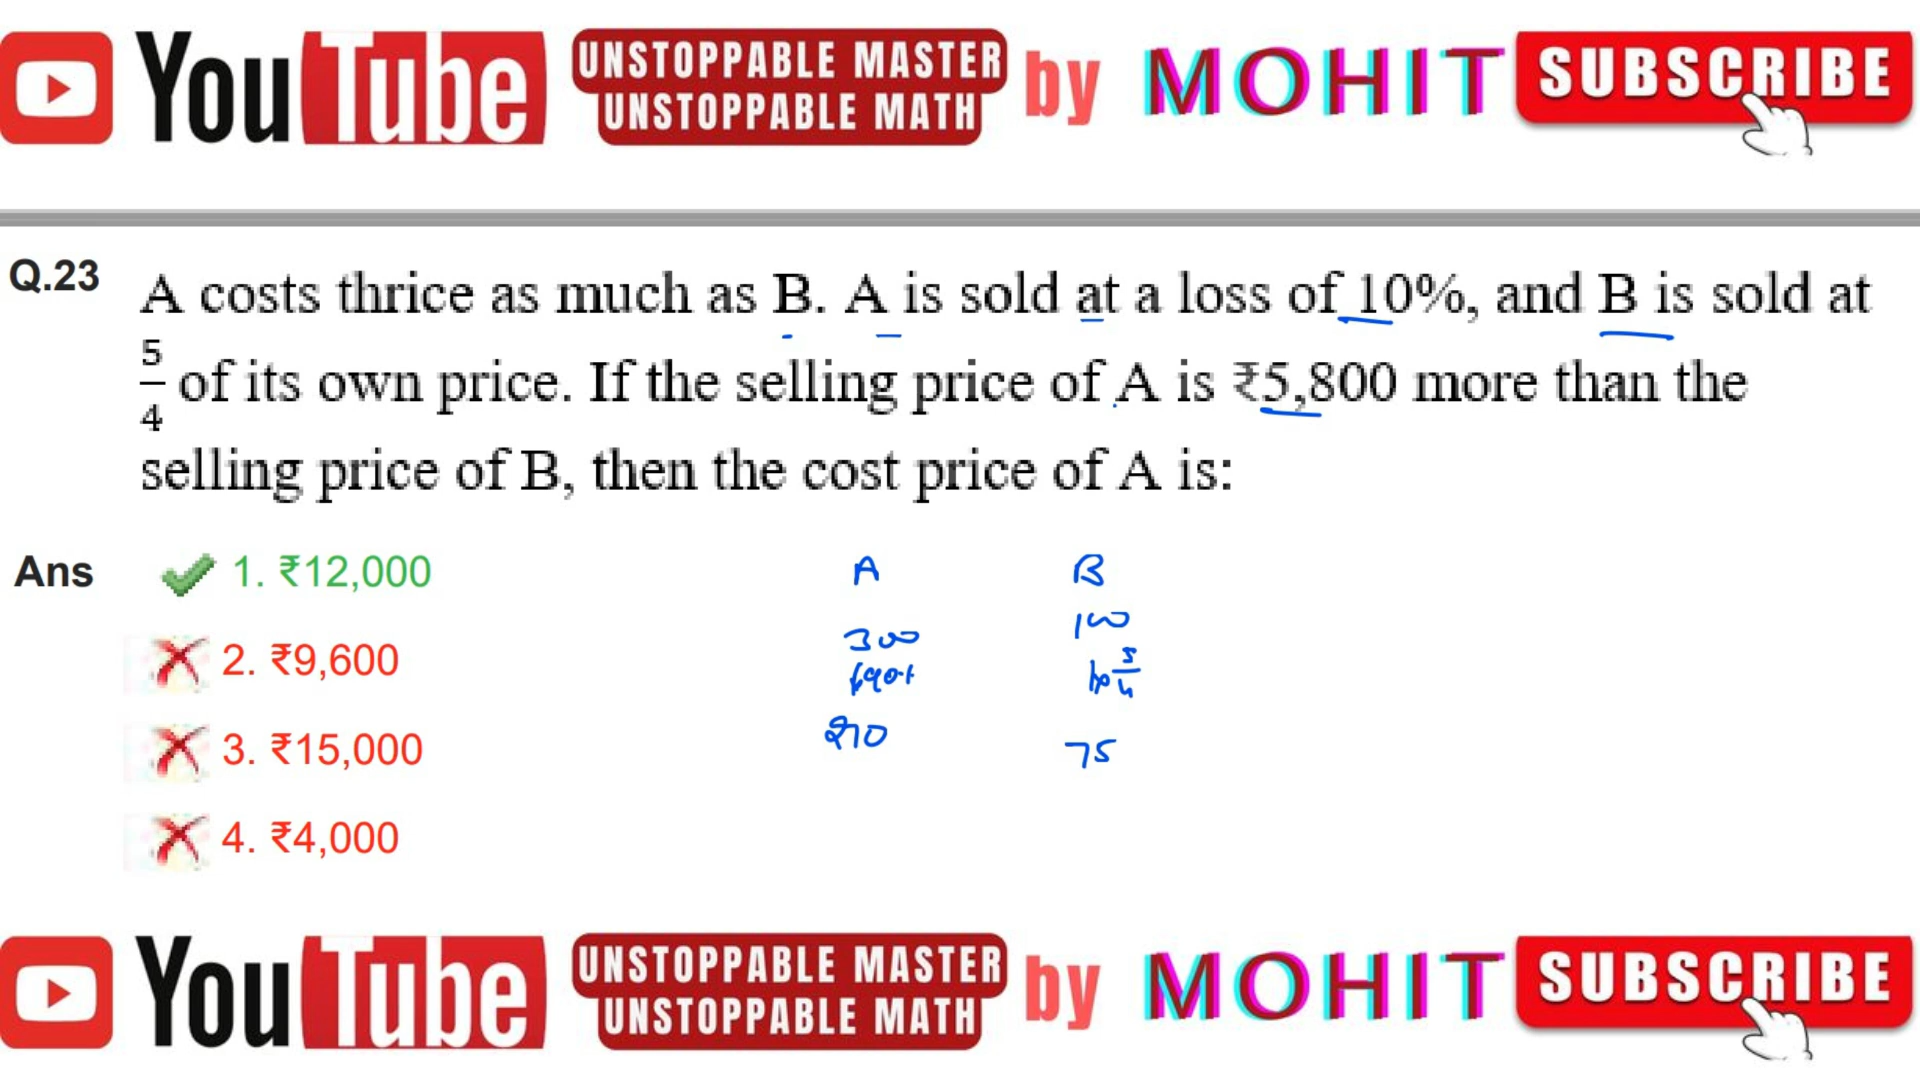 YouTube UNSTOPPABLE MASTER by MOHIT SUBSCRIBE
UNSTOPPABLE MATH
Q.23 A costs thrice as much as B. A is sold at a loss of 10%, and B is sold at
5/4 of its own price. If the selling price of A is ₹5,800 more than the
selling price of B, then the cost price of A is:
Ans 1. ₹12,000
2. ₹9,600
3. ₹15,000
4. ₹4,000
A B
300 100
5/4
270 75
YouTube UNSTOPPABLE MASTER by MOHIT SUBSCRIBE
UNSTOPPABLE MATH